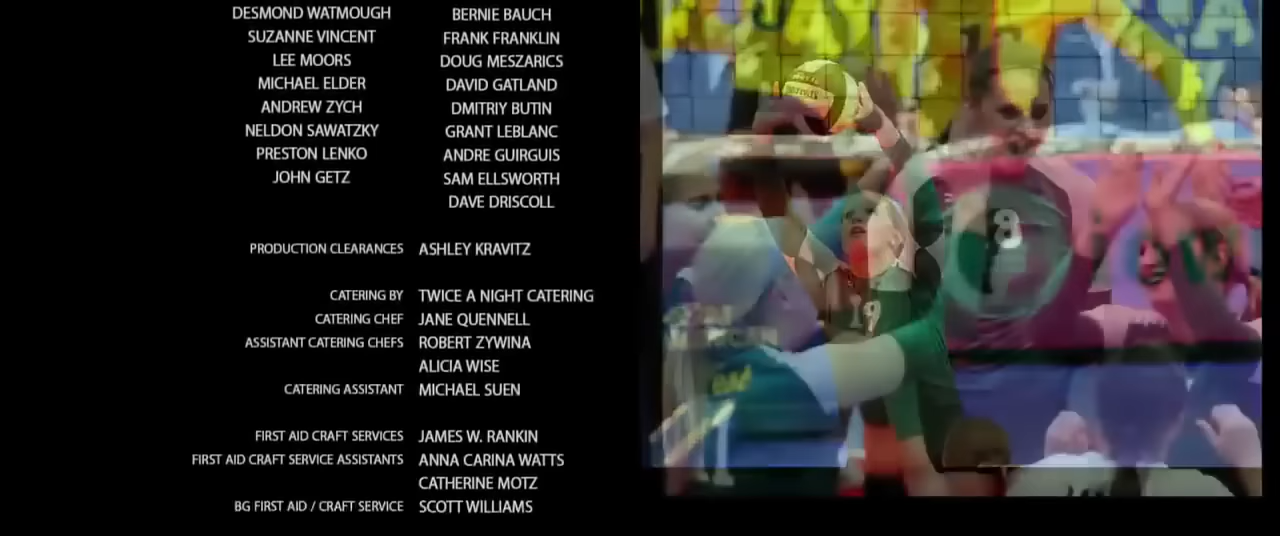 DESMOND WATMOUGH BERNIE BAUCH
SUZANNE VINCENT FRANK FRANKLIN
LEE MOORS DOUG MESZARICS
MICHAEL ELDER DAVID GATLAND
ANDREW ZYCH DMITRIY BUTIN
NELDON SAWATZKY GRANT LEBLANC
PRESTON LENKO ANDRE GUIRGUIS
JOHN GETZ SAM ELLSWORTH
DAVE DRISCOLL
PRODUCTION CLEARANCES ASHLEY KRAVITZ
CATERING BY TWICE A NIGHT CATERING
CATERING CHEF JANE QUENNELL
ASSISTANT CATERING CHEFS ROBERT ZYWINA
ALICIA WISE
CATERING ASSISTANT MICHAEL SUEN
FIRST AID CRAFT SERVICES JAMES W. RANKIN
FIRST AID CRAFT SERVICE ASSISTANTS ANNA CARINA WATTS
CATHERINE MOTZ
BG FIRST AID / CRAFT SERVICE SCOTT WILLIAMS
8
19